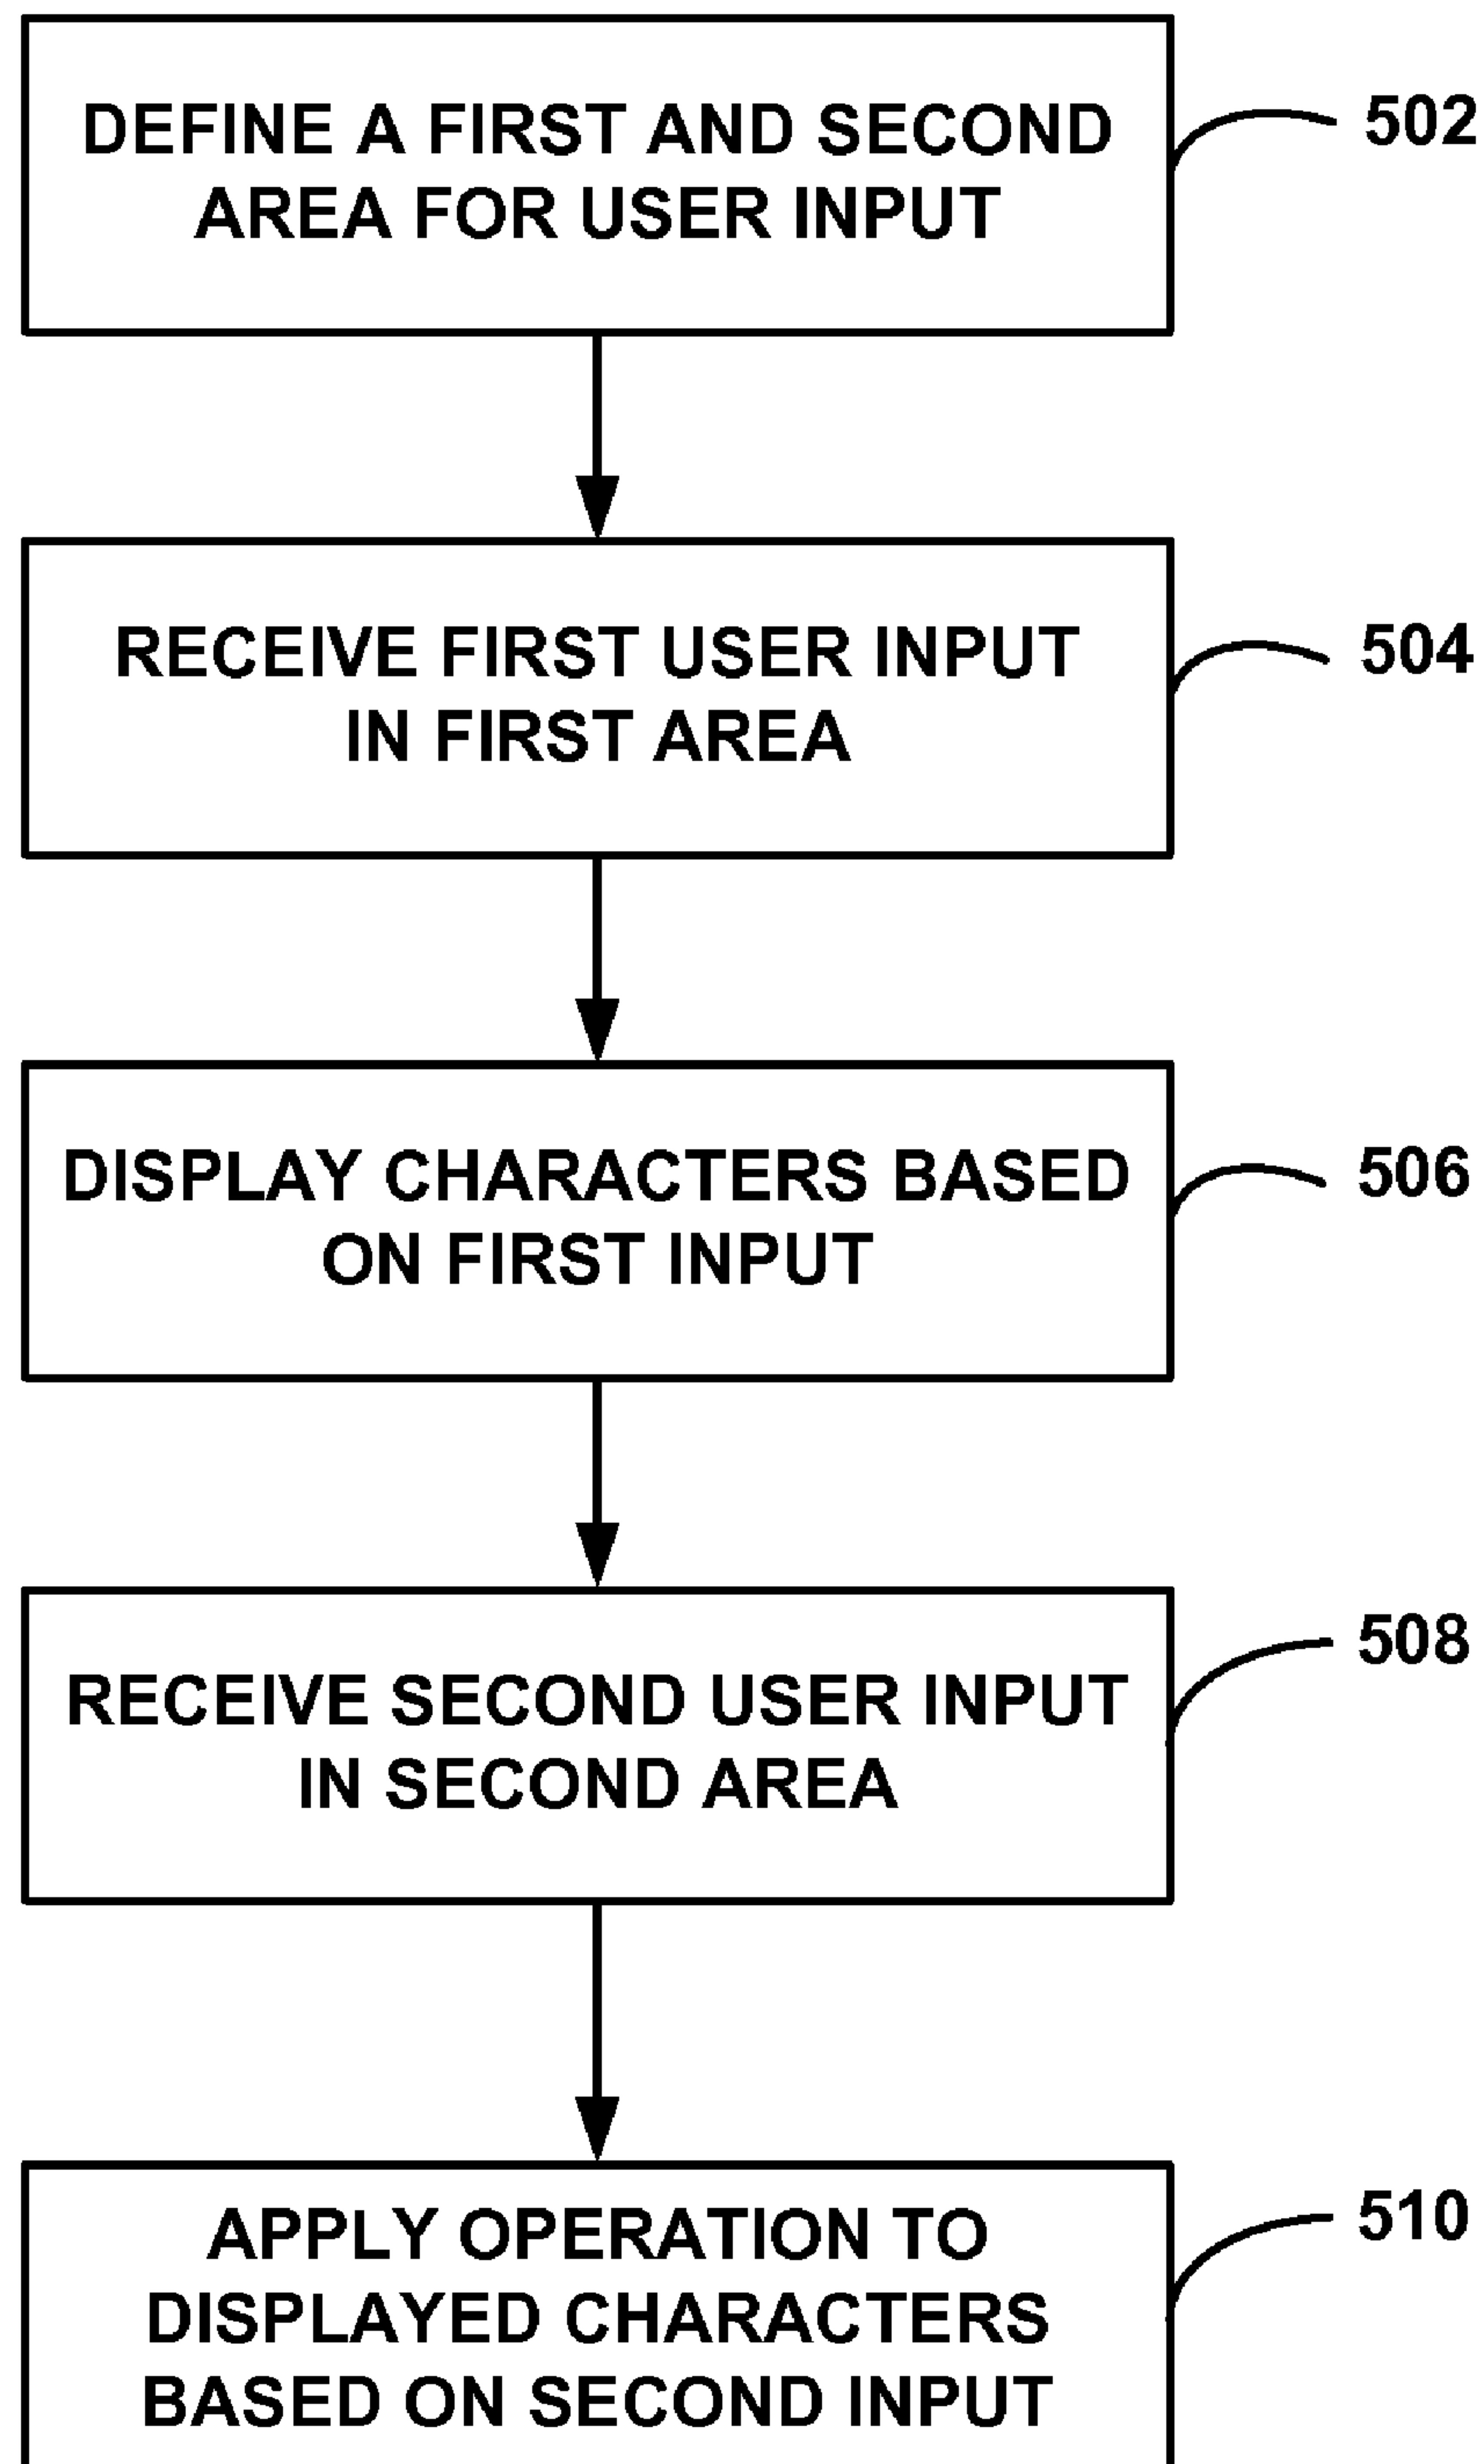 DEFINE A FIRST AND SECOND
AREA FOR USER INPUT
502
RECEIVE FIRST USER INPUT
IN FIRST AREA
504
DISPLAY CHARACTERS BASED
ON FIRST INPUT
506
RECEIVE SECOND USER INPUT
IN SECOND AREA
508
APPLY OPERATION TO
DISPLAYED CHARACTERS
BASED ON SECOND INPUT
510